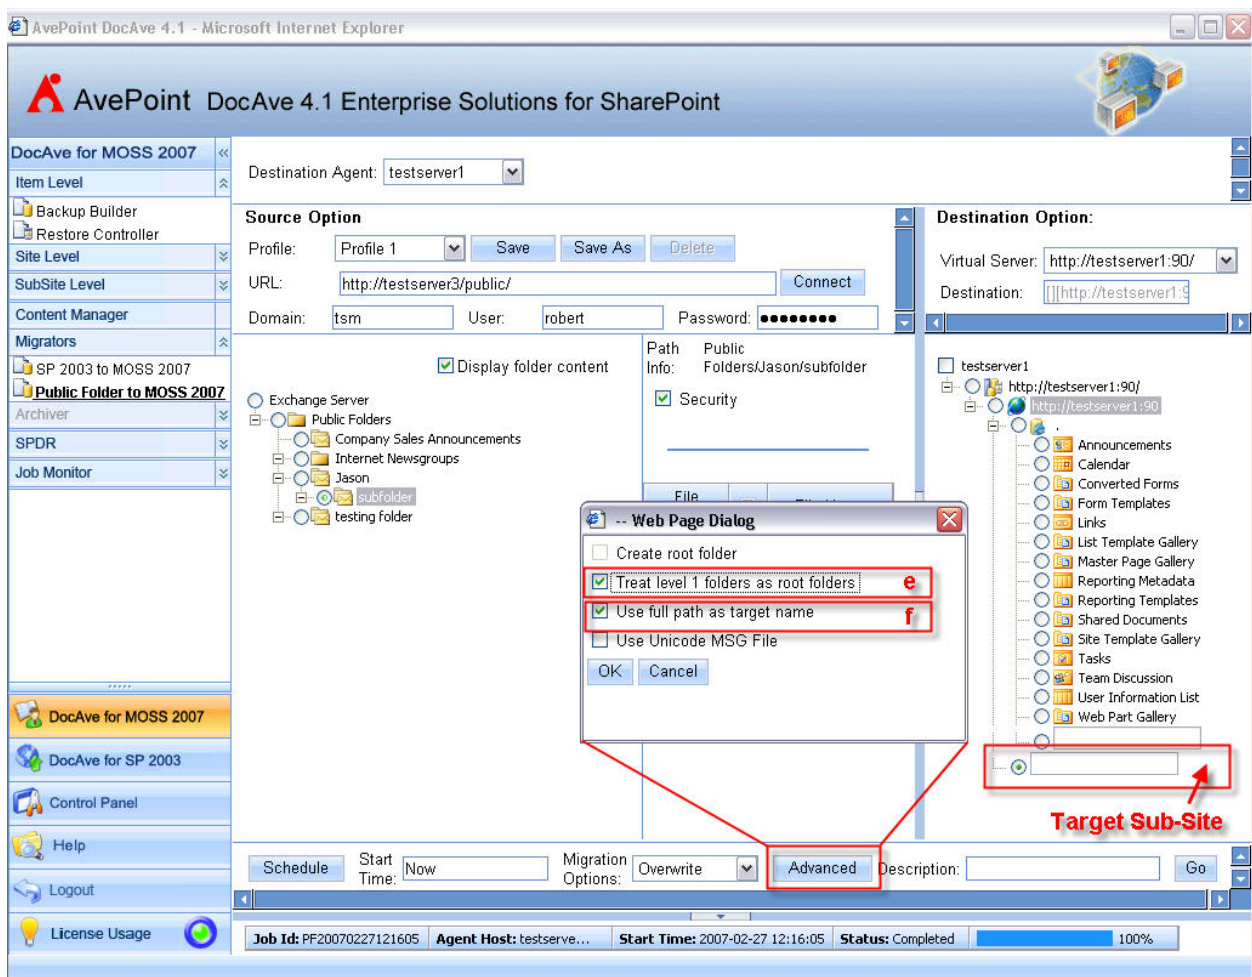 AvePoint DocAve 4.1 - Microsoft Internet Explorer
AvePoint DocAve 4.1 Enterprise Solutions for SharePoint
DocAve for MOSS 2007
Item Level
Backup Builder
Restore Controller
Site Level
SubSite Level
Content Manager
Migrators
SP 2003 to MOSS 2007
Public Folder to MOSS 2007
Archiver
SPDR
Job Monitor
DocAve for MOSS 2007
DocAve for SP 2003
Control Panel
Help
Logout
License Usage
Destination Agent: testserver1
Source Option
Profile: Profile 1 Save Save As Delete
URL: http://testserver3/public/ Connect
Domain: tsm User: robert Password: ●●●●●●●●
Destination Option:
Virtual Server: http://testserver1:90/
Destination: [][http://testserver1:9
Display folder content
Exchange Server
Public Folders
Company Sales Announcements
Internet Newsgroups
Jason
subfolder
testing folder
Path Info: Public Folders/Jason/subfolder
Security
File
-- Web Page Dialog
Create root folder
Treat level 1 folders as root folders e
Use full path as target name f
Use Unicode MSG File
OK Cancel
testserver1
http://testserver1:90/
http://testserver1:90
.
Announcements
Calendar
Converted Forms
Form Templates
Links
List Template Gallery
Master Page Gallery
Reporting Metadata
Reporting Templates
Shared Documents
Site Template Gallery
Tasks
Team Discussion
User Information List
Web Part Gallery
Target Sub-Site
Schedule Start Time: Now Migration Options: Overwrite Advanced Description: Go
Job Id: PF20070227121605 Agent Host: testserve... Start Time: 2007-02-27 12:16:05 Status: Completed 100%